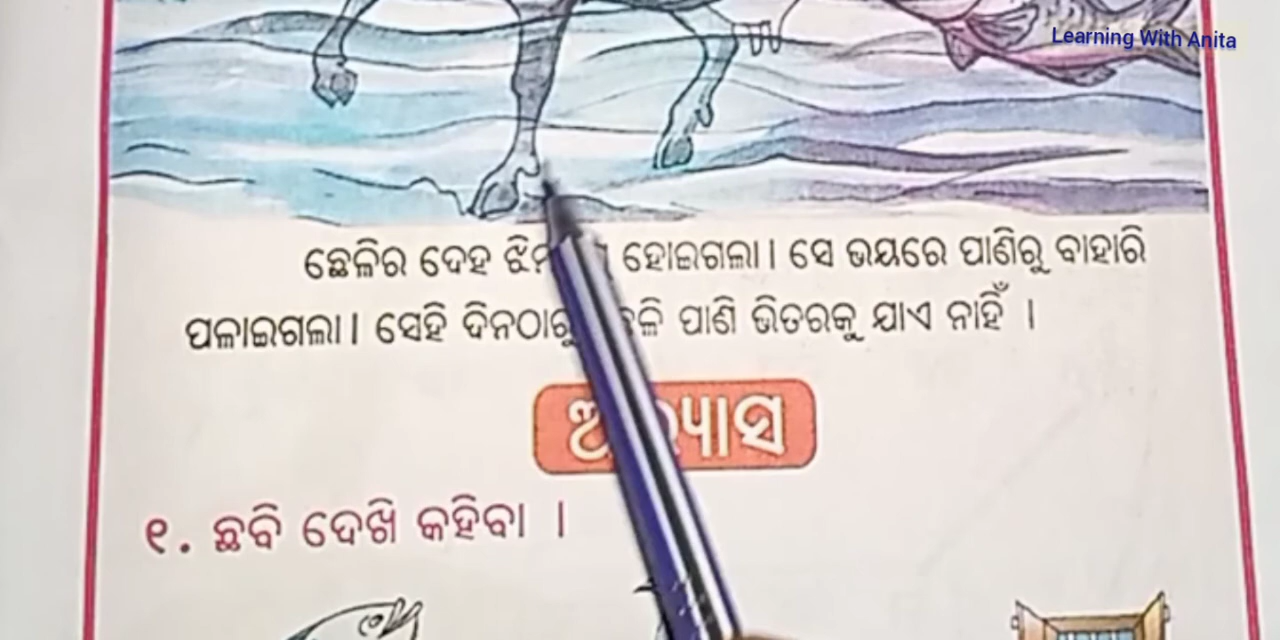 Learning With Anita
ଛେଳିର ଦେହ ହୋଇଗଲା। ସେ ଭୟରେ ପାଣିରୁ ବାହାରି
ପଳାଇଗଲା। ସେହି ଦିନଠାରୁ ପାଣି ଭିତରକୁ ଯାଏ ନାହିଁ ।
୧. ଛବି ଦେଖି କହିବା ।